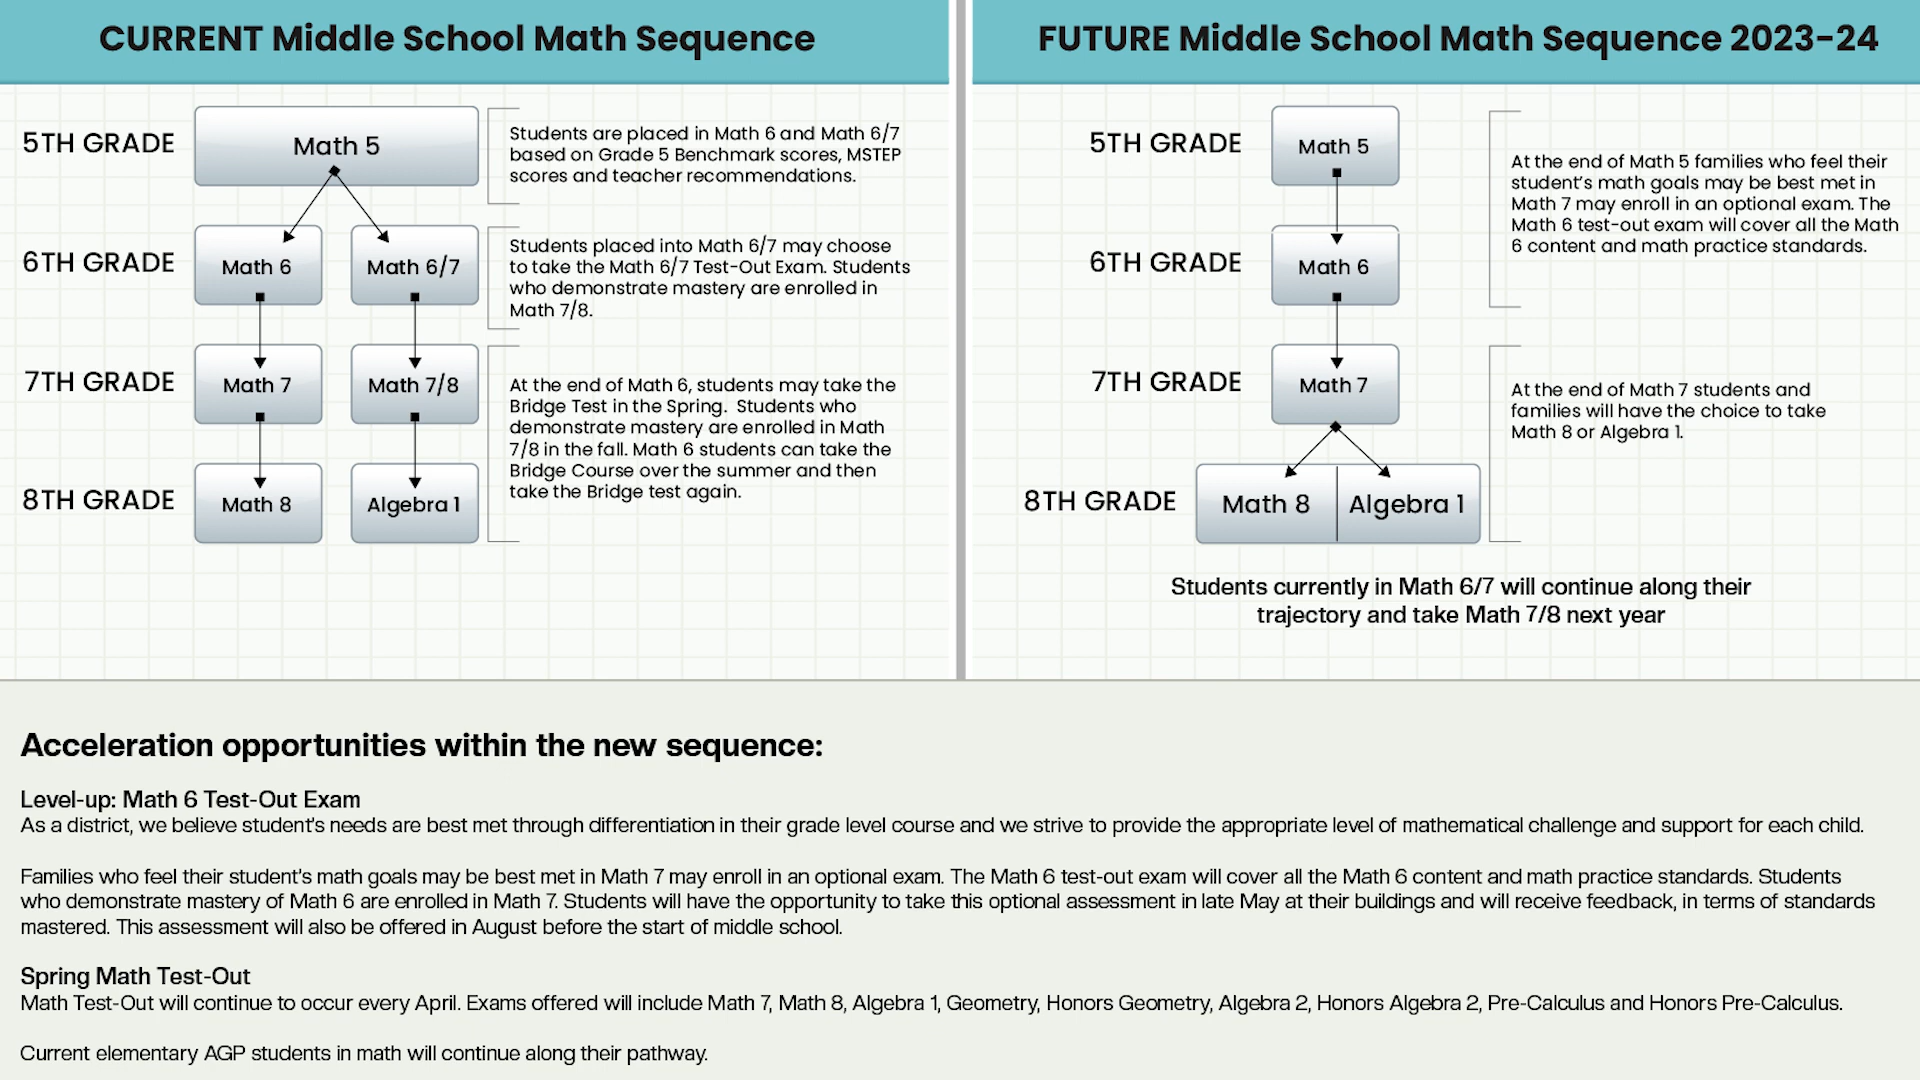 CURRENT Middle School Math Sequence
5TH GRADE
Math 5
Students are placed in Math 6 and Math 6/7
based on Grade 5 Benchmark scores, MSTEP
scores and teacher recommendations.
6TH GRADE
Math 6
Math 6/7
Students placed into Math 6/7 may choose
to take the Math 6/7 Test-Out Exam. Students
who demonstrate mastery are enrolled in
Math 7/8.
7TH GRADE
Math 7
Math 7/8
At the end of Math 6, students may take the
Bridge Test in the Spring. Students who
demonstrate mastery are enrolled in Math
7/8 in the fall. Math 6 students can take the
Bridge Course over the summer and then
take the Bridge test again.
8TH GRADE
Math 8
Algebra 1
FUTURE Middle School Math Sequence 2023-24
5TH GRADE
Math 5
At the end of Math 5 families who feel their
student's math goals may be best met in
Math 7 may enroll in an optional exam. The
Math 6 test-out exam will cover all the Math
6 content and math practice standards.
6TH GRADE
Math 6
7TH GRADE
Math 7
At the end of Math 7 students and
families will have the choice to take
Math 8 or Algebra 1.
8TH GRADE
Math 8
Algebra 1
Students currently in Math 6/7 will continue along their
trajectory and take Math 7/8 next year
Acceleration opportunities within the new sequence:
Level-up: Math 6 Test-Out Exam
As a district, we believe student's needs are best met through differentiation in their grade level course and we strive to provide the appropriate level of mathematical challenge and support for each child.
Families who feel their student's math goals may be best met in Math 7 may enroll in an optional exam. The Math 6 test-out exam will cover all the Math 6 content and math practice standards. Students
who demonstrate mastery of Math 6 are enrolled in Math 7. Students will have the opportunity to take this optional assessment in late May at their buildings and will receive feedback, in terms of standards
mastered. This assessment will also be offered in August before the start of middle school.
Spring Math Test-Out
Math Test-Out will continue to occur every April. Exams offered will include Math 7, Math 8, Algebra 1, Geometry, Honors Geometry, Algebra 2, Honors Algebra 2, Pre-Calculus and Honors Pre-Calculus.
Current elementary AGP students in math will continue along their pathway.